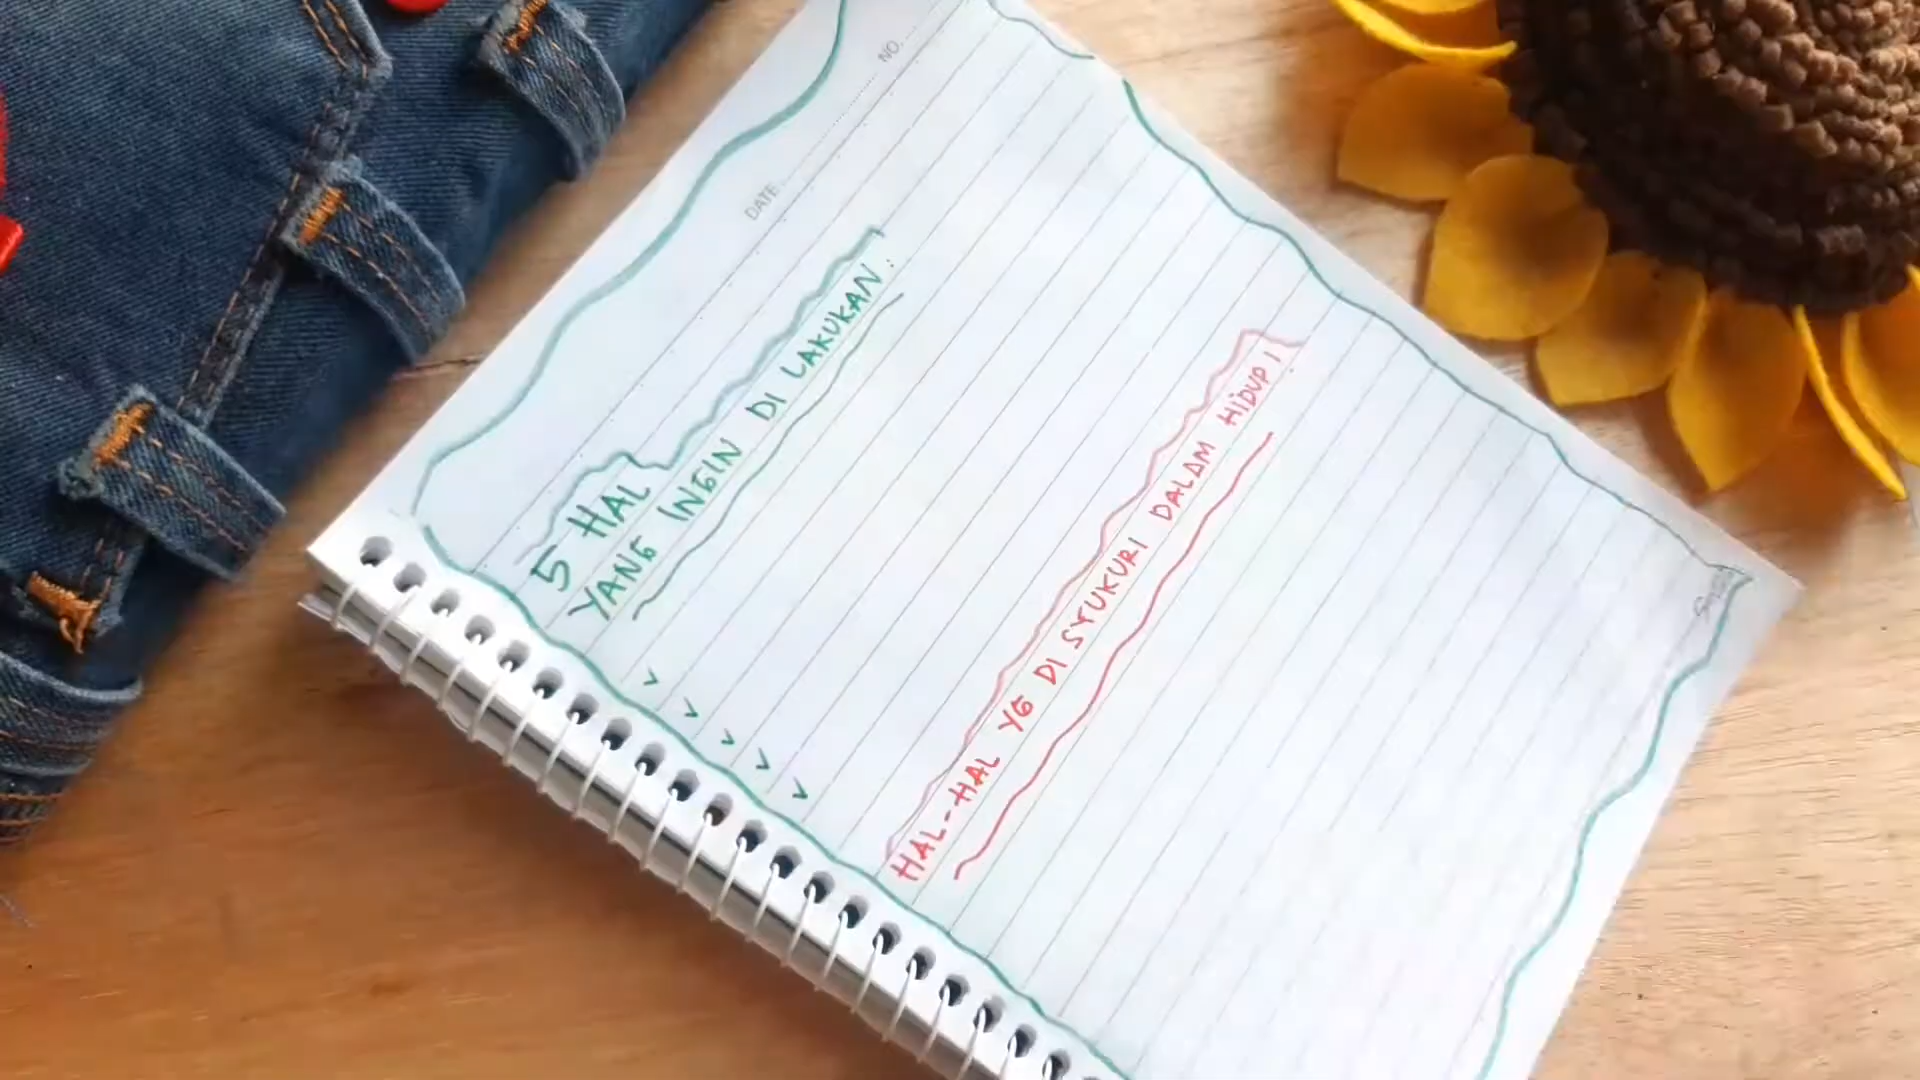 NO.
DATE
5 HAL
YANG INGIN DI LAKUKAN :
HAL-HAL YG DI SYUKURI DALAM HIDUP !